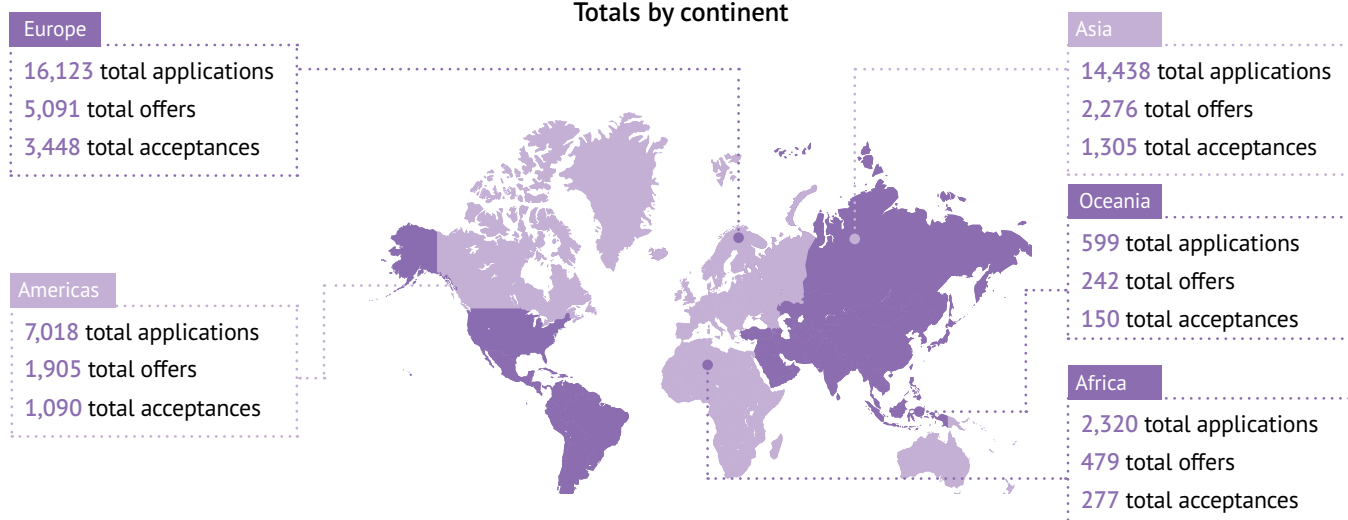 Totals by continent
Europe
16,123 total applications
5,091 total offers
3,448 total acceptances
Americas
7,018 total applications
1,905 total offers
1,090 total acceptances
Asia
14,438 total applications
2,276 total offers
1,305 total acceptances
Oceania
599 total applications
242 total offers
150 total acceptances
Africa
2,320 total applications
479 total offers
277 total acceptances